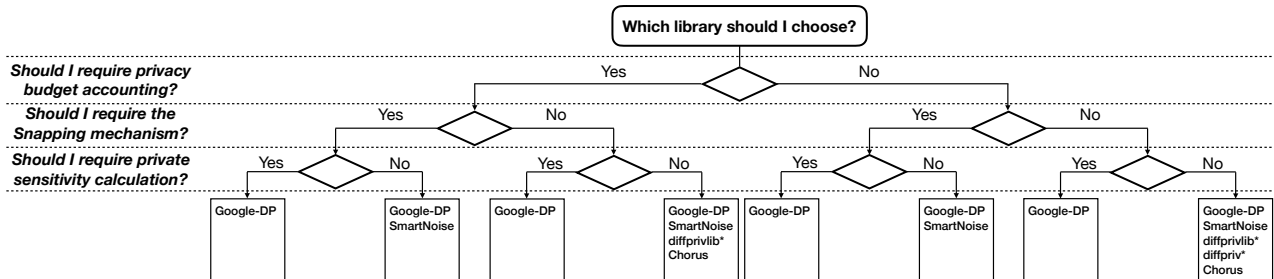 Which library should I choose?
Should I require privacy
budget accounting?
Yes
No
Should I require the
Snapping mechanism?
Yes
No
Yes
No
Should I require private
sensitivity calculation?
Yes
No
Yes
No
Yes
No
Yes
No
Google-DP
Google-DP
SmartNoise
Google-DP
Google-DP
SmartNoise
diffprivlib*
Chorus
Google-DP
Google-DP
SmartNoise
Google-DP
Google-DP
SmartNoise
diffprivlib*
diffpriv*
Chorus